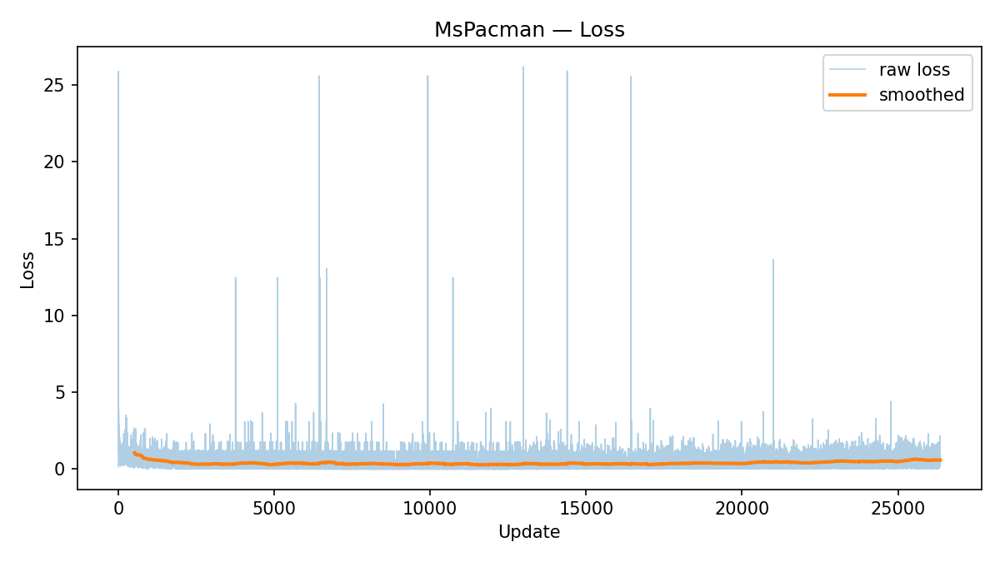 MsPacman — Loss
raw loss
smoothed
25
20
15
10
5
0
Loss
0
5000
10000
15000
20000
25000
Update